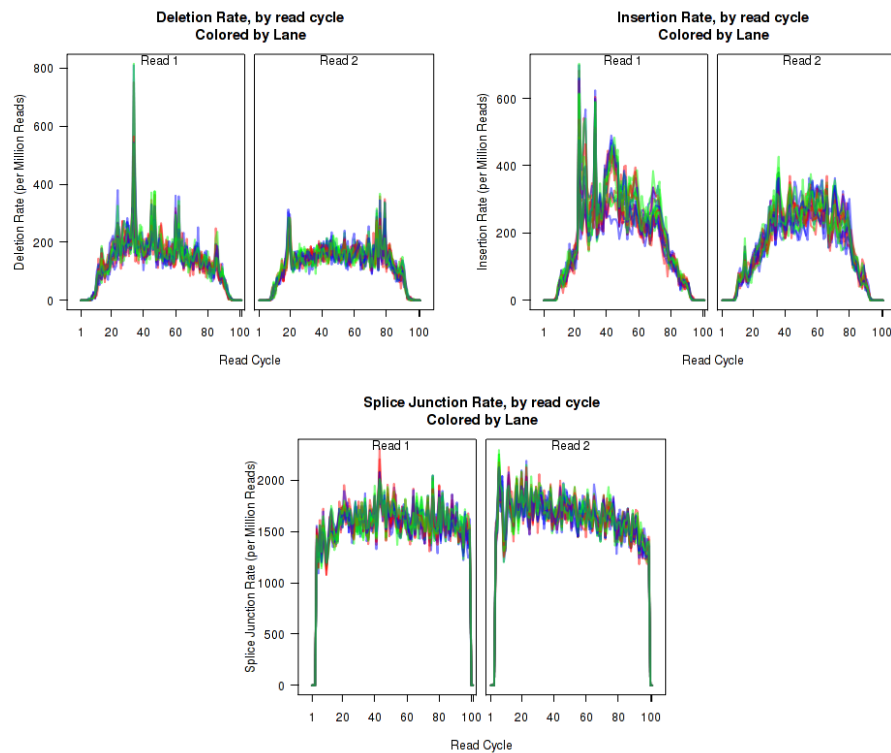 Deletion Rate, by read cycle
Colored by Lane
Read 1
Read 2
Deletion Rate (per Million Reads)
800
600
400
200
0
1 20 40 60 80 100
1 20 40 60 80 100
Read Cycle
Insertion Rate, by read cycle
Colored by Lane
Read 1
Read 2
Insertion Rate (per Million Reads)
600
400
200
0
1 20 40 60 80 100
1 20 40 60 80 100
Read Cycle
Splice Junction Rate, by read cycle
Colored by Lane
Read 1
Read 2
Splice Junction Rate (per Million Reads)
2000
1500
1000
500
0
1 20 40 60 80 100
1 20 40 60 80 100
Read Cycle